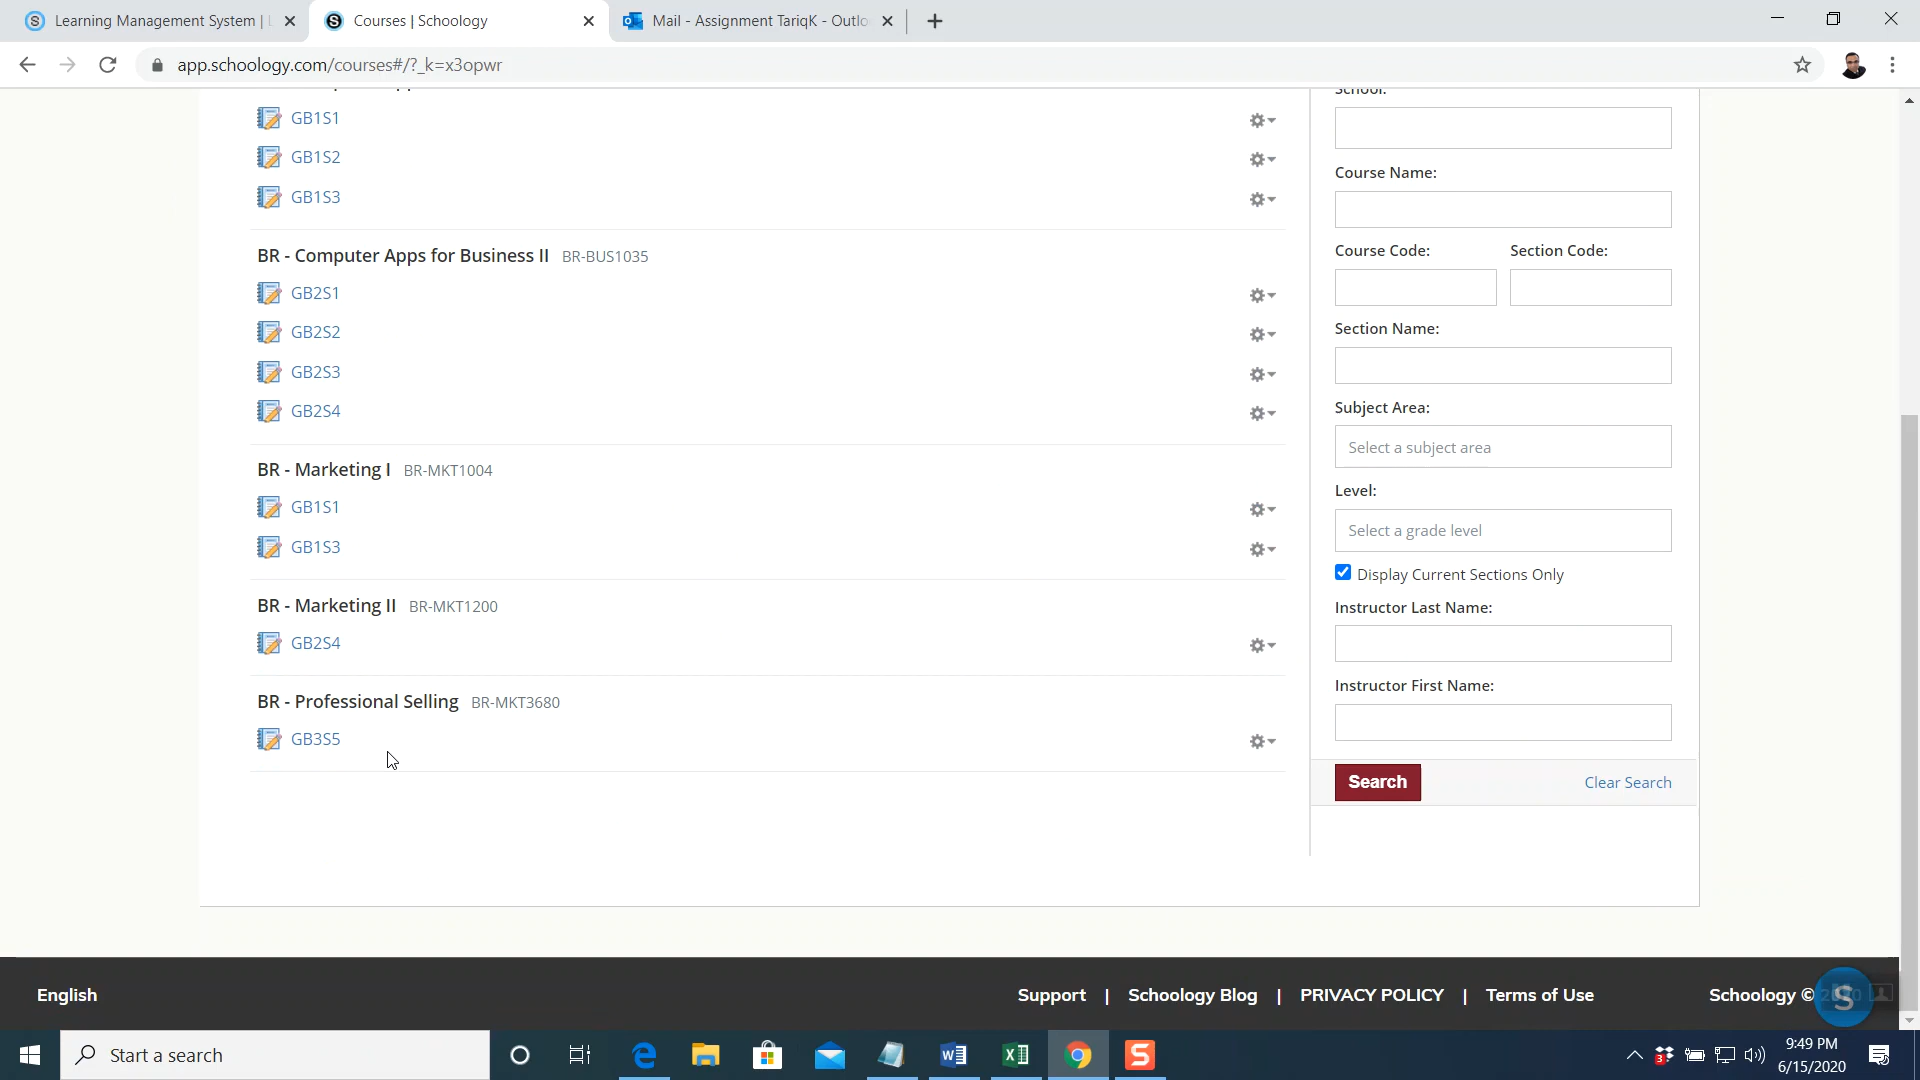 Learning Management System |
Courses | Schoology
Mail - Assignment TariqK - Outlo
app.schoology.com/courses#/?_k=x3opwr
GB1S1
GB1S2
GB1S3
BR - Computer Apps for Business II BR-BUS1035
GB2S1
GB2S2
GB2S3
GB2S4
BR - Marketing I BR-MKT1004
GB1S1
GB1S3
BR - Marketing II BR-MKT1200
GB2S4
BR - Professional Selling BR-MKT3680
GB3S5
School:
Course Name:
Course Code: Section Code:
Section Name:
Subject Area:
Select a subject area
Level:
Select a grade level
Display Current Sections Only
Instructor Last Name:
Instructor First Name:
Search Clear Search
English Support | Schoology Blog | PRIVACY POLICY | Terms of Use Schoology ©
Start a search
9:49 PM
6/15/2020